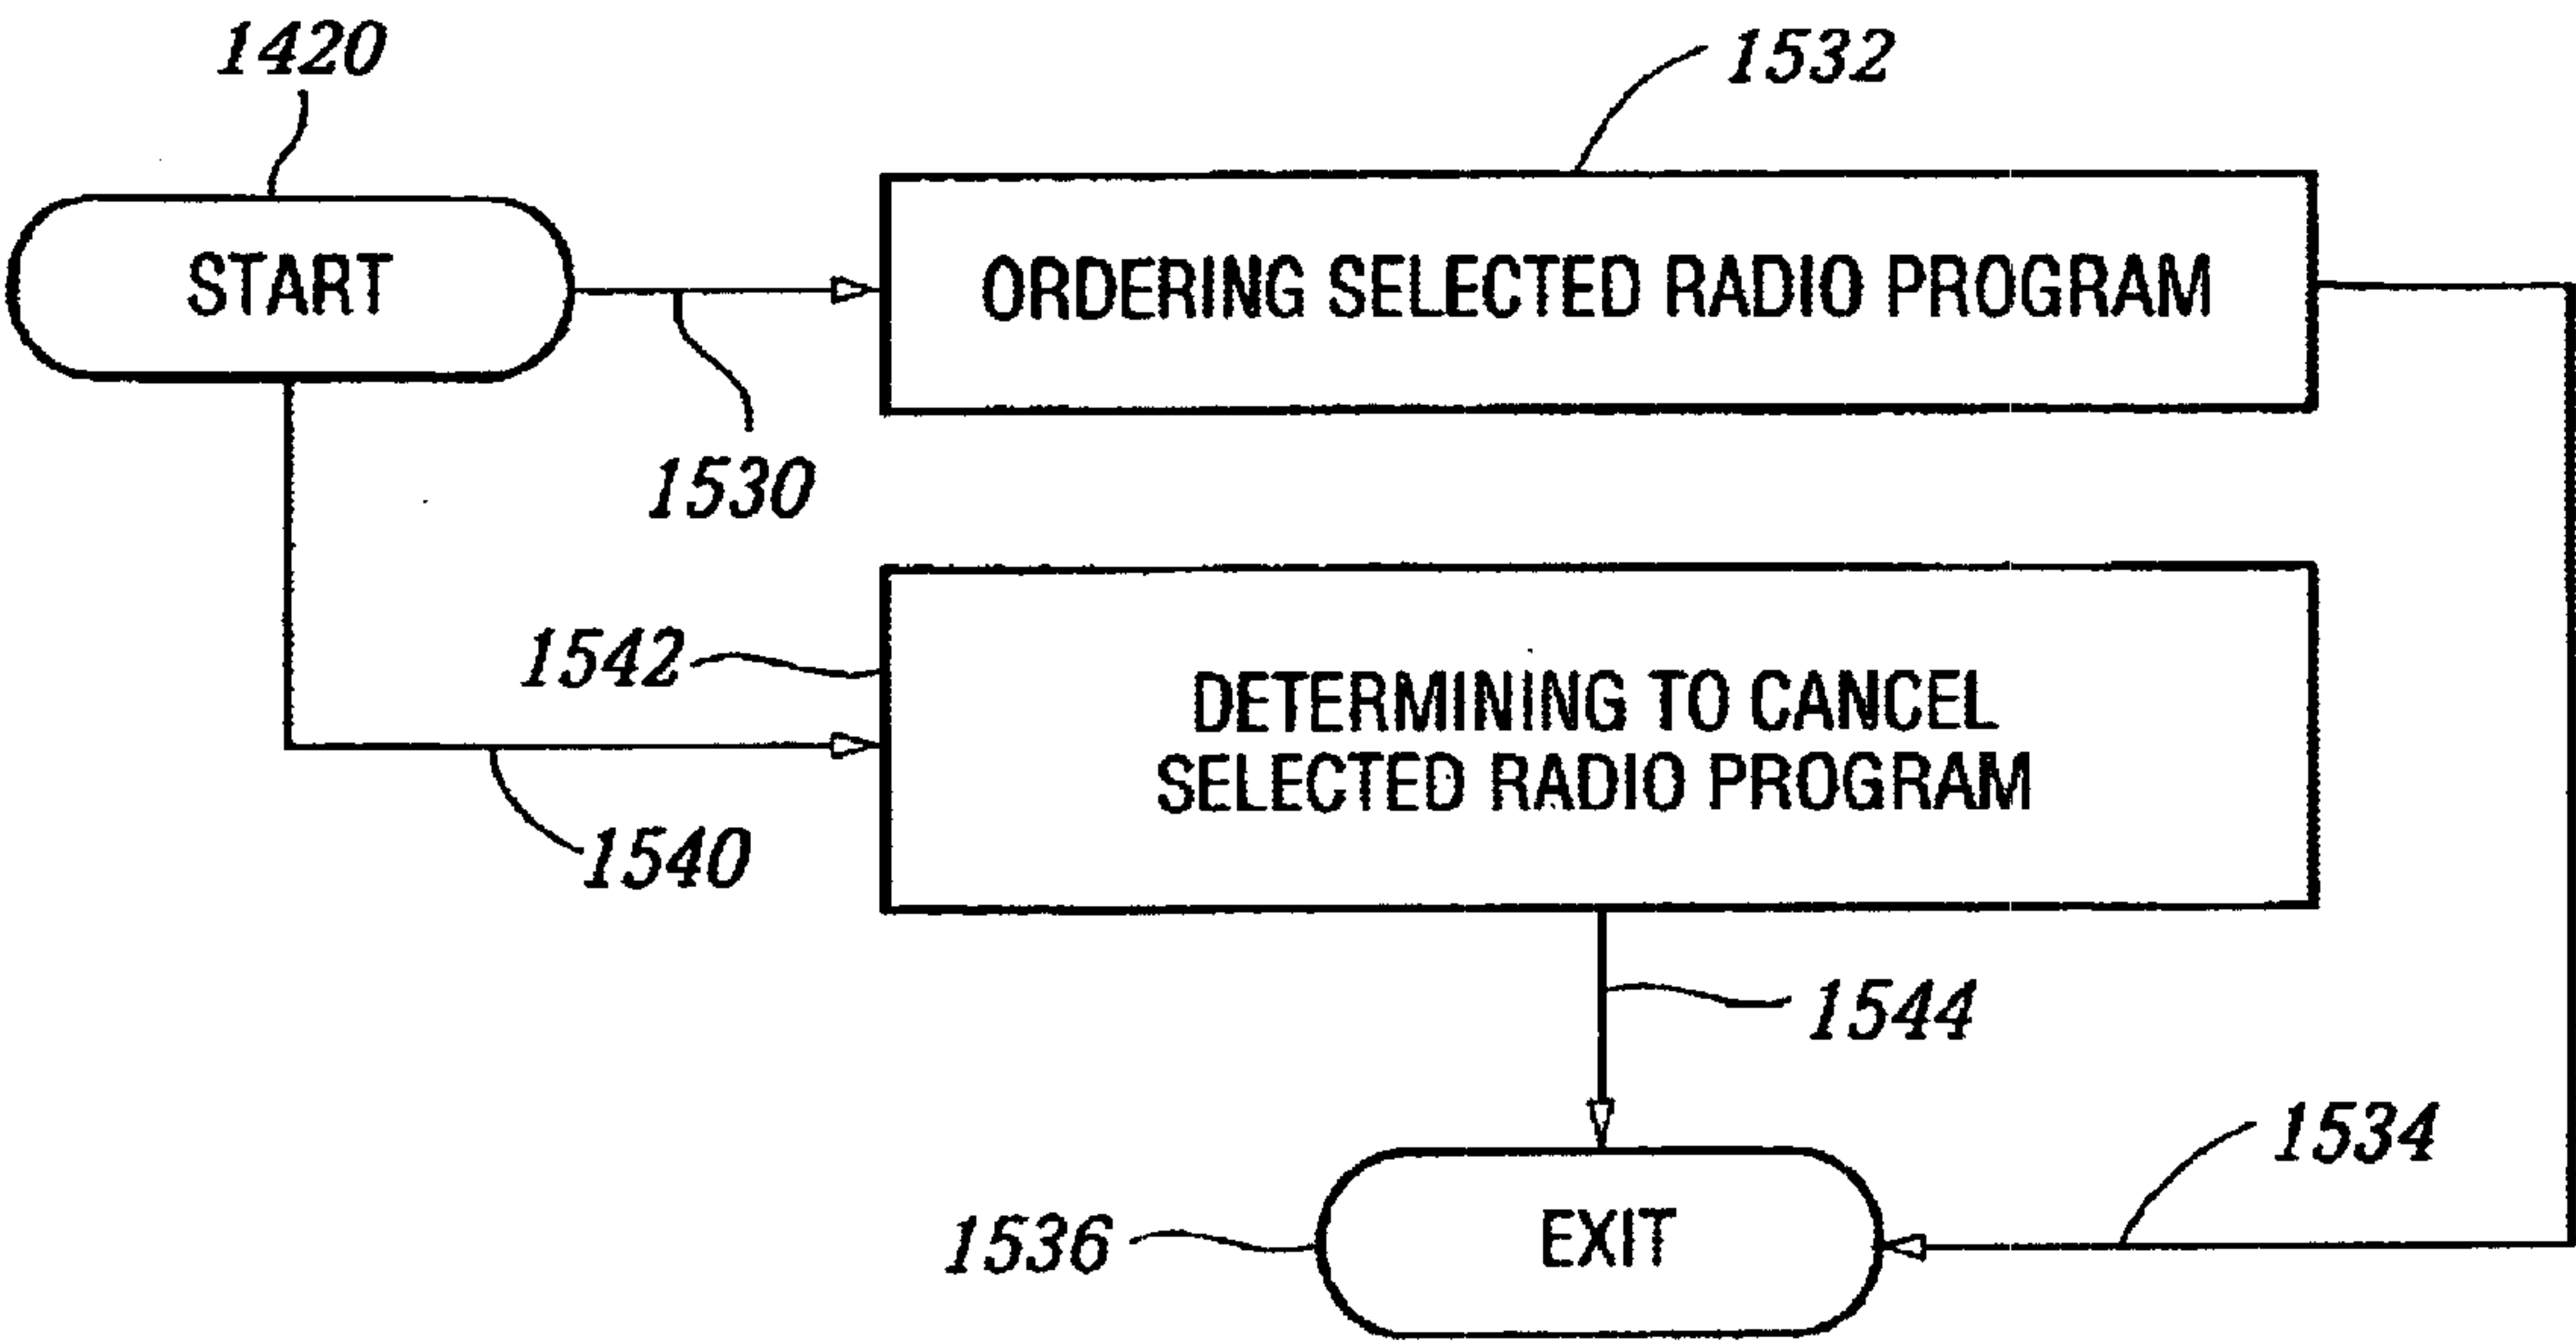 1420
1532
START
ORDERING SELECTED RADIO PROGRAM
1530
1542
DETERMINING TO CANCEL
SELECTED RADIO PROGRAM
1540
1544
1534
1536
EXIT